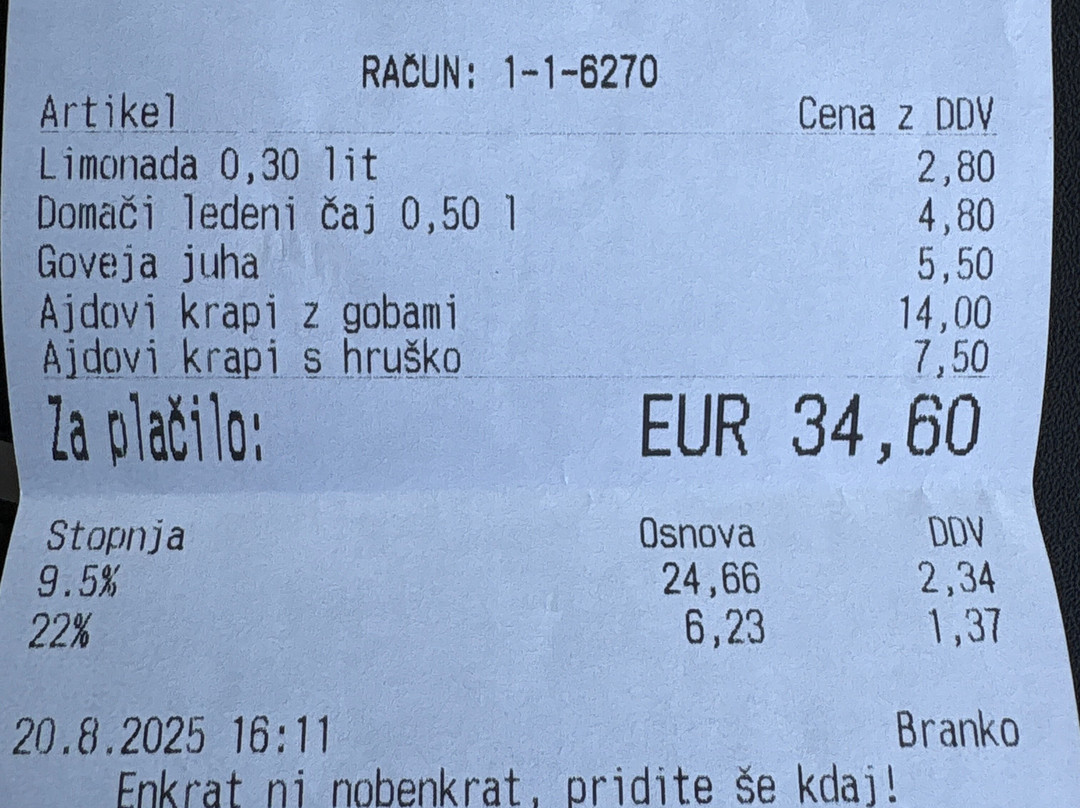 RAČUN: 1-1-6270
Artikel Cena z DDV
Limonada 0,30 lit 2,80
Domači ledeni čaj 0,50 l 4,80
Goveja juha 5,50
Ajdovi krapi z gobami 14,00
Ajdovi krapi s hruško 7,50
Za plačilo: EUR 34,60
Stopnja Osnova DDV
9.5% 24,66 2,34
22% 6,23 1,37
20.8.2025 16:11 Branko
Enkrat ni nobenkrat, pridite še kdaj!